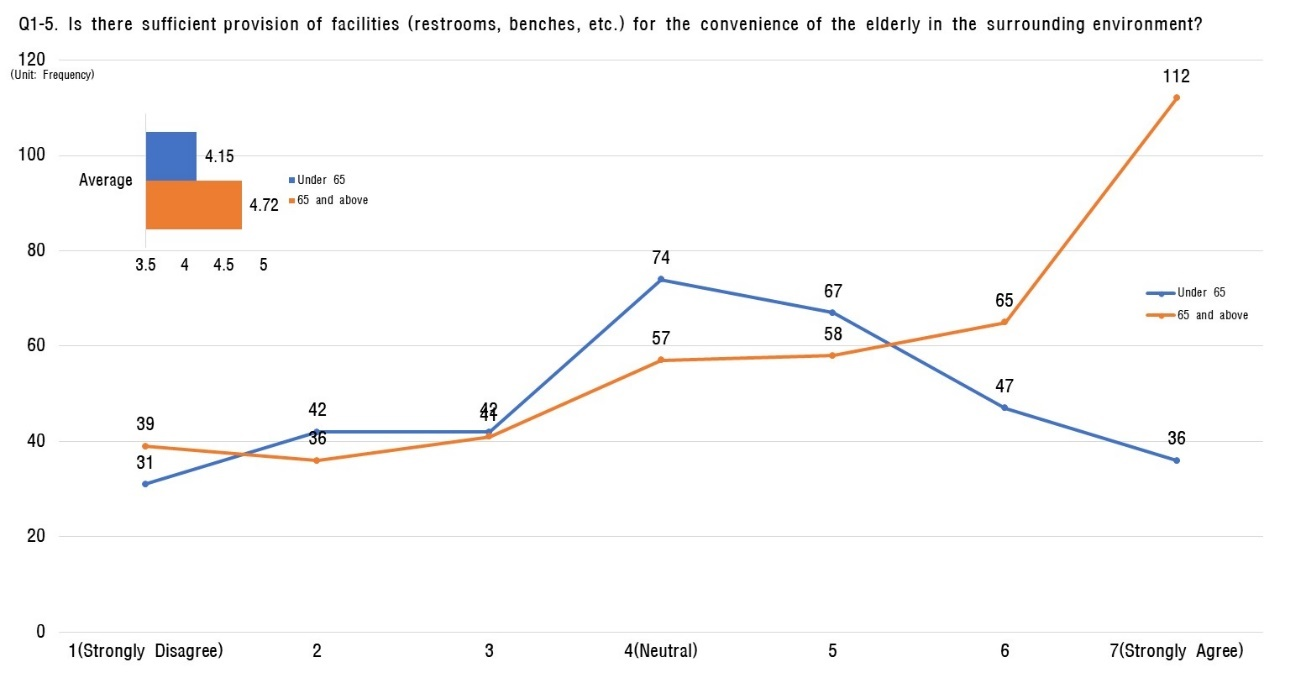 Q1-5. Is there sufficient provision of facilities (restrooms, benches, etc.) for the convenience of the elderly in the surrounding environment?
120
(Unit: Frequency)
112
100
4.15
Average
Under 65
4.72
65 and above
3.5 4 4.5 5
80
74
67
65
Under 65
65 and above
60
57
58
47
42
42
41
40
39
36
36
31
20
0
1(Strongly Disagree) 2 3 4(Neutral) 5 6 7(Strongly Agree)